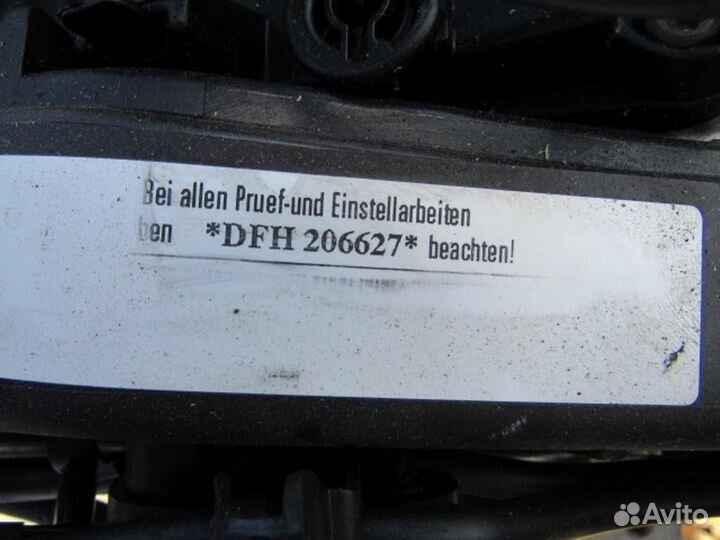 Bei allen Pruef-und Einstellarbeiten
ben *DFH 206627* beachten!
Avito